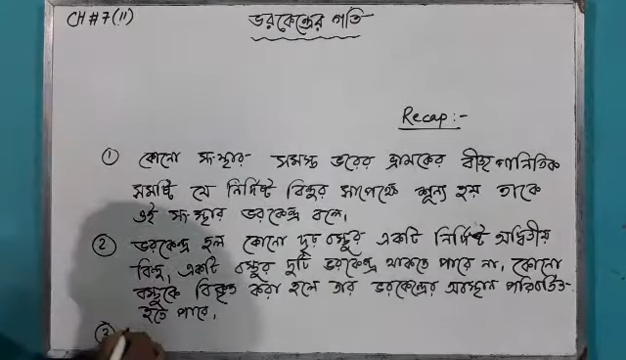 CH#7(11)
ভরকেন্দ্রের গতি
Recap:-
① কোনো সংস্থার সমস্ত ভরের ভ্রামকের বীজগাণিতিক
সমষ্টি যে নির্দিষ্ট বিন্দুর সাপেক্ষে শূন্য হয় তাকে
ওই সংস্থার ভরকেন্দ্র বলে।
② ভরকেন্দ্র হল কোনো দৃঢ় বস্তুর একটি নির্দিষ্ট অদ্বিতীয়
বিন্দু, একটি বস্তুর দুটি ভরকেন্দ্র থাকতে পারে না, কোনো
বস্তুকে বিকৃত করা হলে তার ভরকেন্দ্রের অবস্থান পরিবর্তিত
হতে পারে,